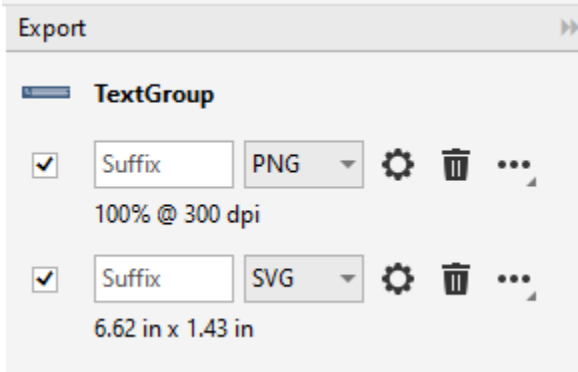 Export
TextGroup
Suffix PNG
100% @ 300 dpi
Suffix SVG
6.62 in x 1.43 in